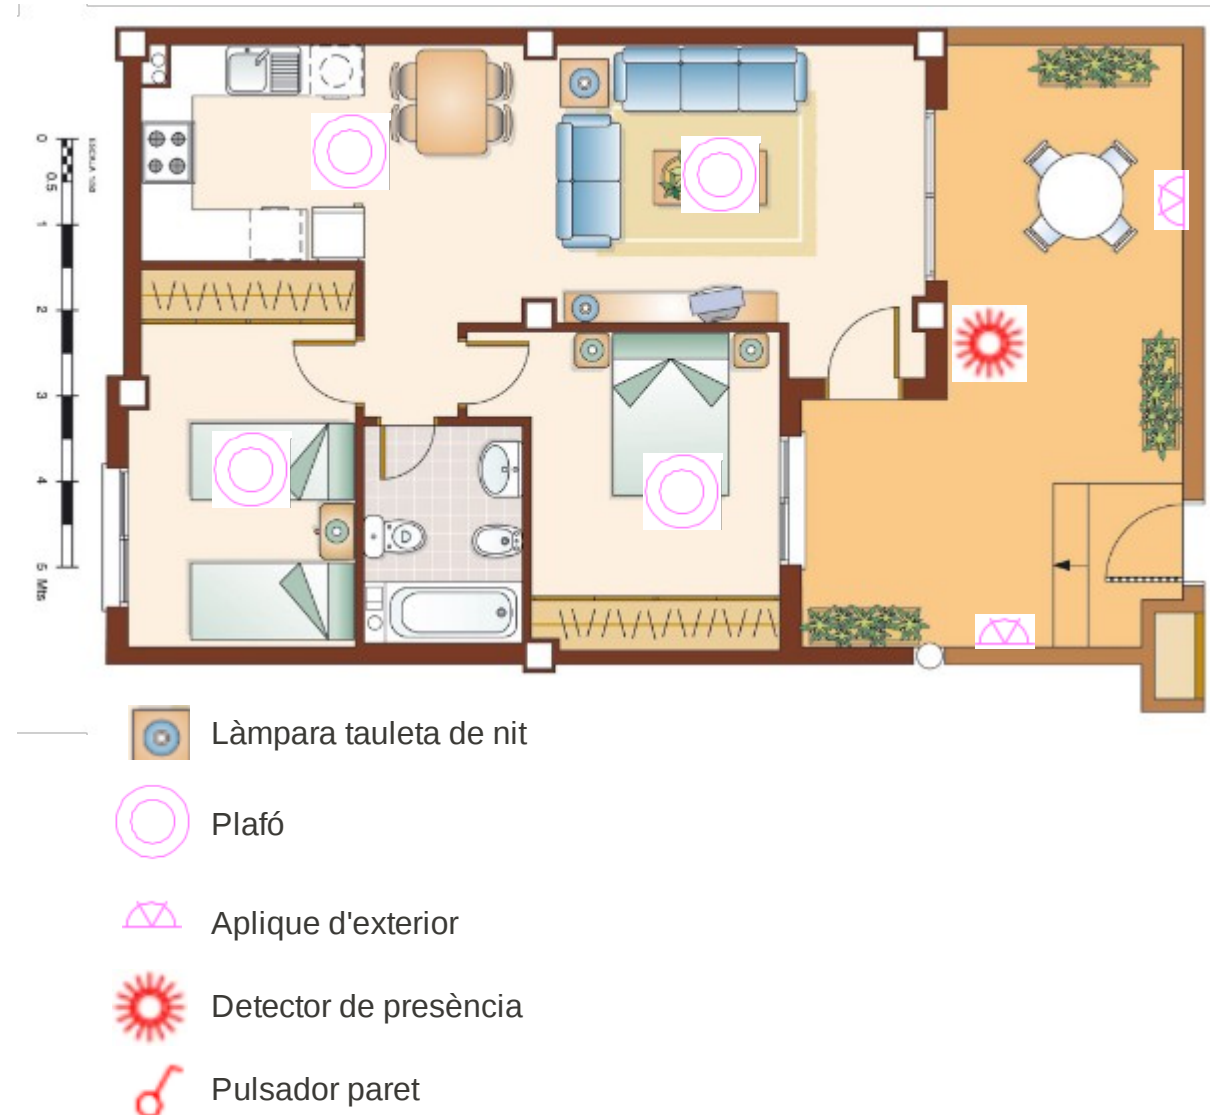 0
0.5
1
2
3
4
5 Mts
Làmpara tauleta de nit
Plafó
Aplique d'exterior
Detector de presència
Pulsador paret